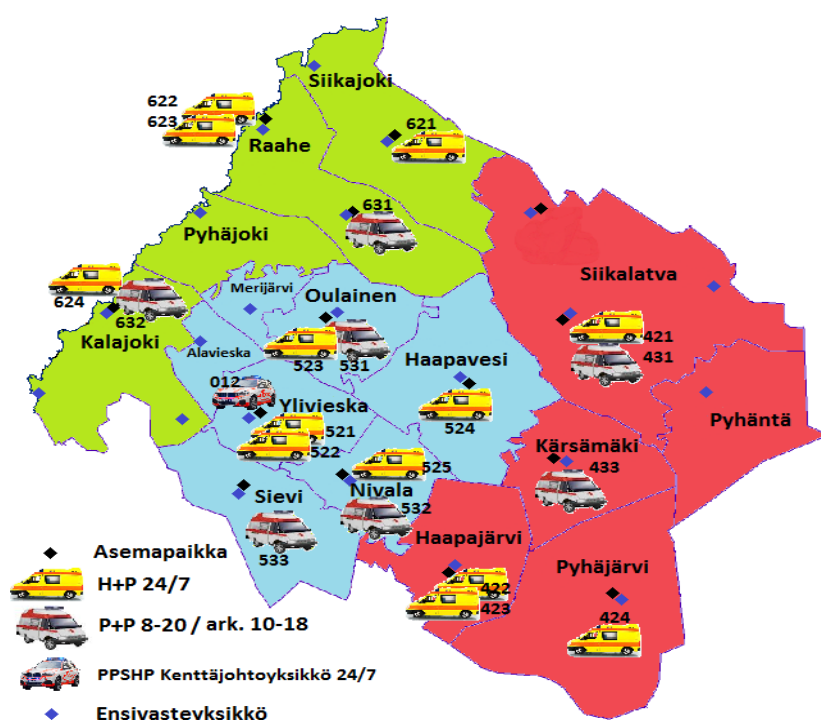 Siikajoki
622
623
Raahe
621
631
Pyhäjoki
Siikalatva
624
632
Kalajoki
Merijärvi
Oulainen
Alavieska
523
531
Haapavesi
421
431
012
Ylivieska
521
522
524
Pyhäntä
Kärsämäki
433
525
Sievi
Nivala
532
533
Haapajärvi
422
423
Pyhäjärvi
424
Asemapaikka
H+P 24/7
P+P 8-20 / ark. 10-18
PPSHP Kenttäjohtoyksikkö 24/7
Ensivasteyksikkö